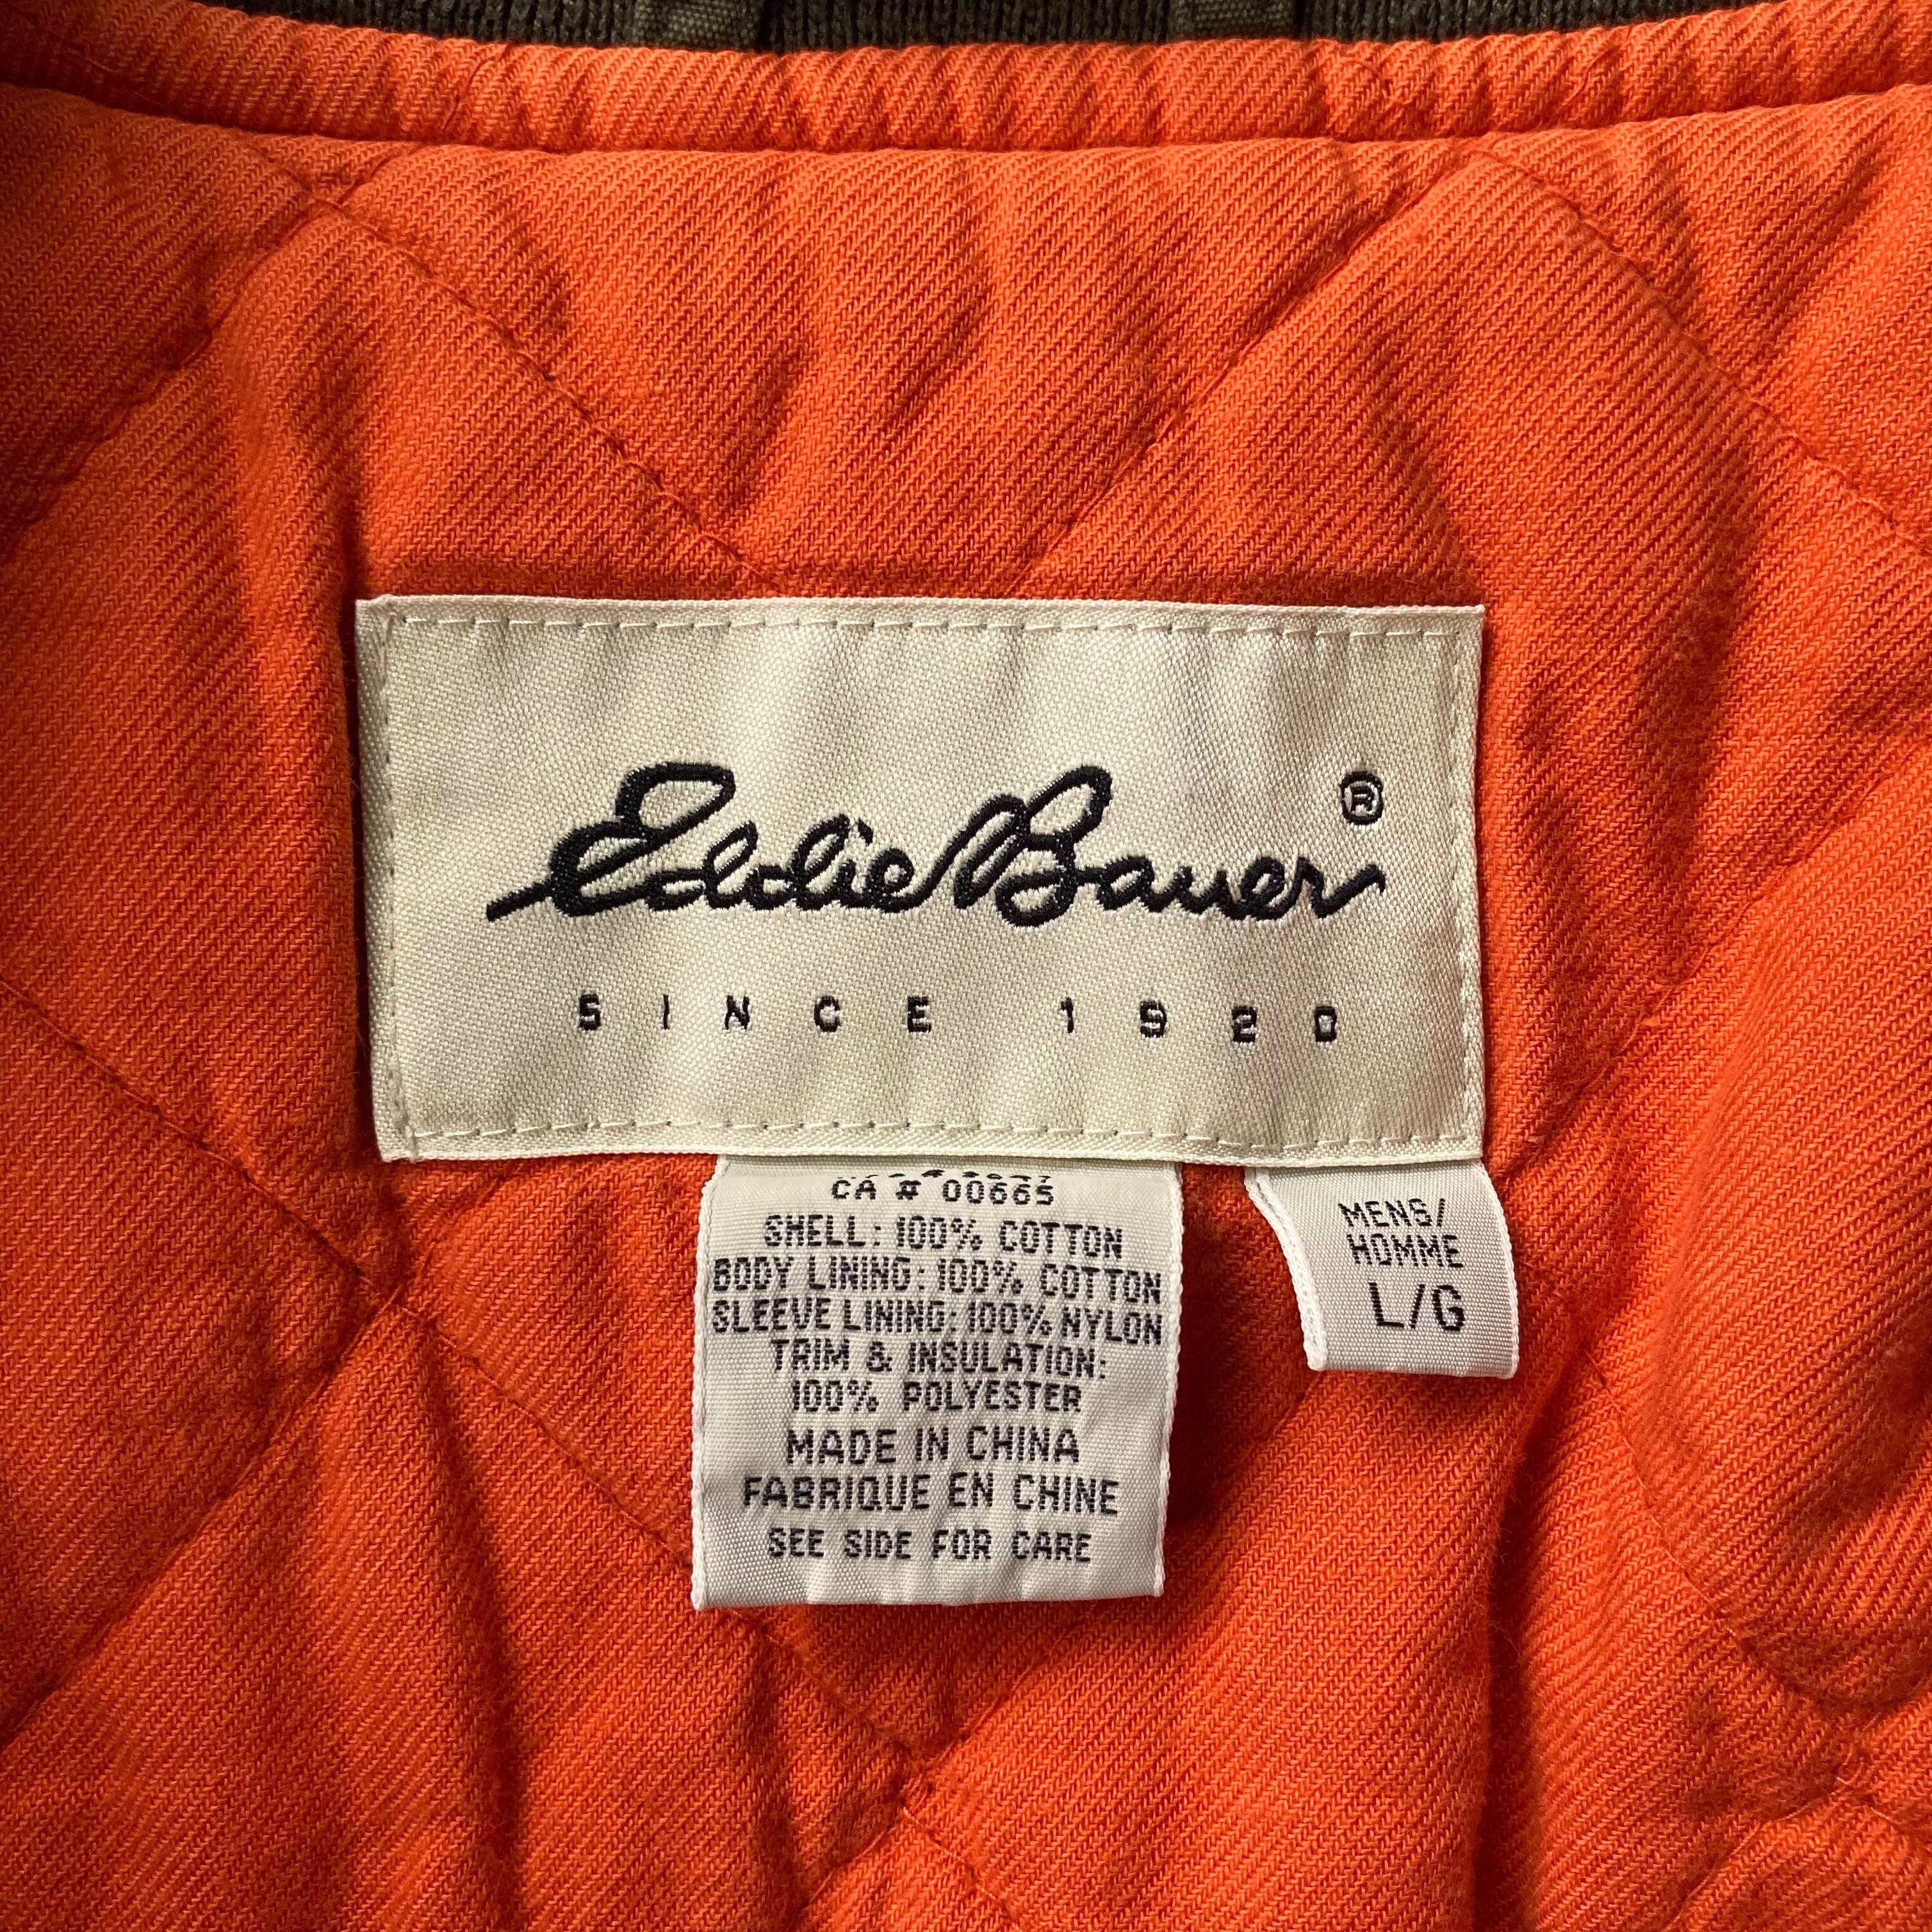 Eddie Bauer ®
SINCE 1920
CA # 00665
SHELL: 100% COTTON
BODY LINING: 100% COTTON
SLEEVE LINING: 100% NYLON
TRIM & INSULATION:
100% POLYESTER
MADE IN CHINA
FABRIQUE EN CHINE
SEE SIDE FOR CARE
MENS/
HOMME
L/G